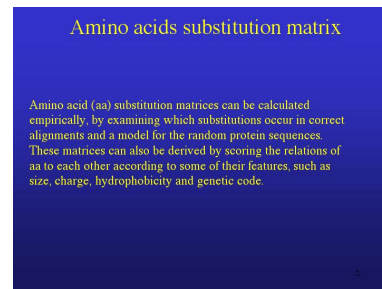 Amino acids substitution matrix
Amino acid (aa) substitution matrices can be calculated
empirically, by examining which substitutions occur in correct
alignments and a model for the random protein sequences.
These matrices can also be derived by scoring the relations of
aa to each other according to some of their features, such as
size, charge, hydrophobicity and genetic code.